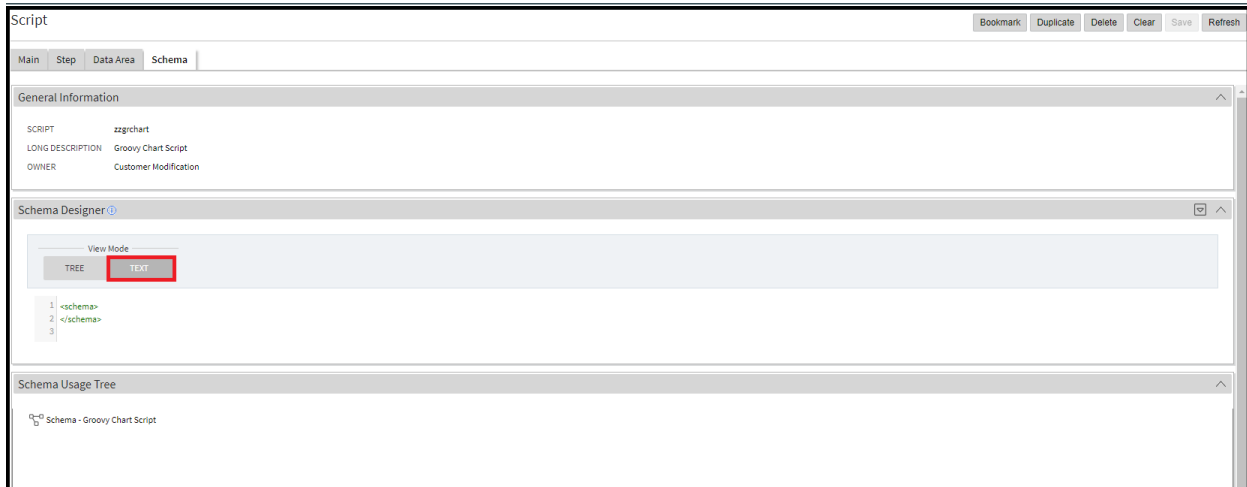 Script
Bookmark Duplicate Delete Clear Save Refresh
Main Step Data Area Schema
General Information
SCRIPT zzgrchart
LONG DESCRIPTION Groovy Chart Script
OWNER Customer Modification
Schema Designer
View Mode
TREE TEXT
1 <schema>
2 </schema>
3
Schema Usage Tree
Schema - Groovy Chart Script